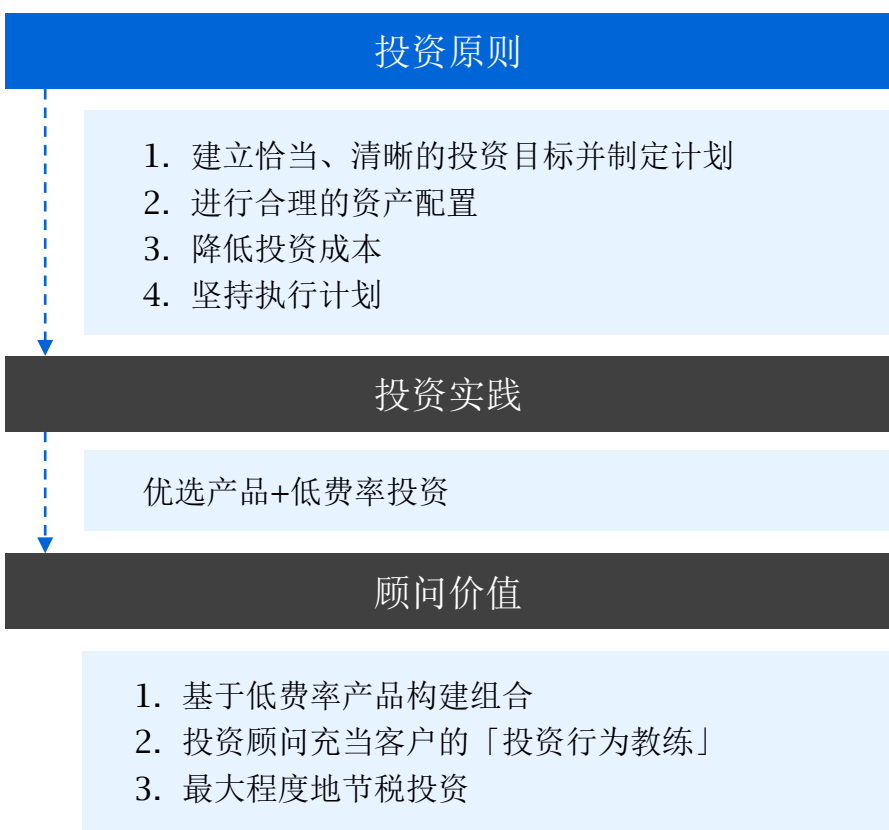 投资原则
1. 建立恰当、清晰的投资目标并制定计划
2. 进行合理的资产配置
3. 降低投资成本
4. 坚持执行计划
投资实践
优选产品+低费率投资
顾问价值
1. 基于低费率产品构建组合
2. 投资顾问充当客户的「投资行为教练」
3. 最大程度地节税投资